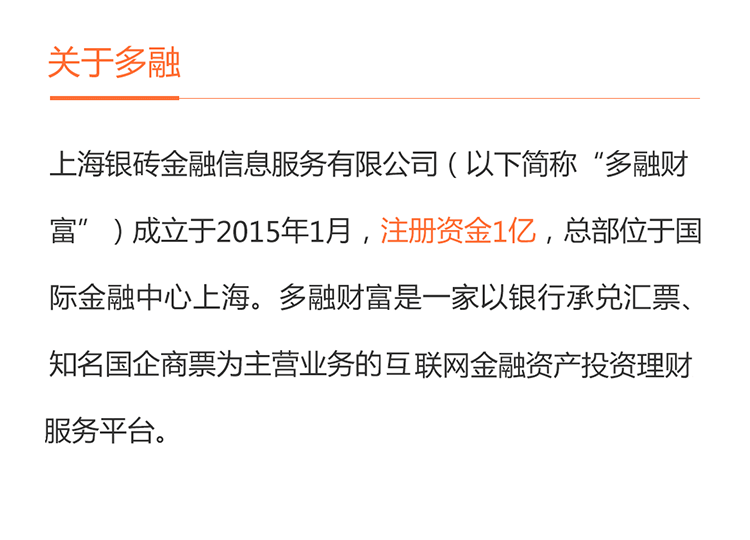 关于多融
上海银砖金融信息服务有限公司（以下简称“多融财
富”）成立于2015年1月，注册资金1亿，总部位于国
际金融中心上海。多融财富是一家以银行承兑汇票、
知名国企商票为主营业务的互联网金融资产投资理财
服务平台。